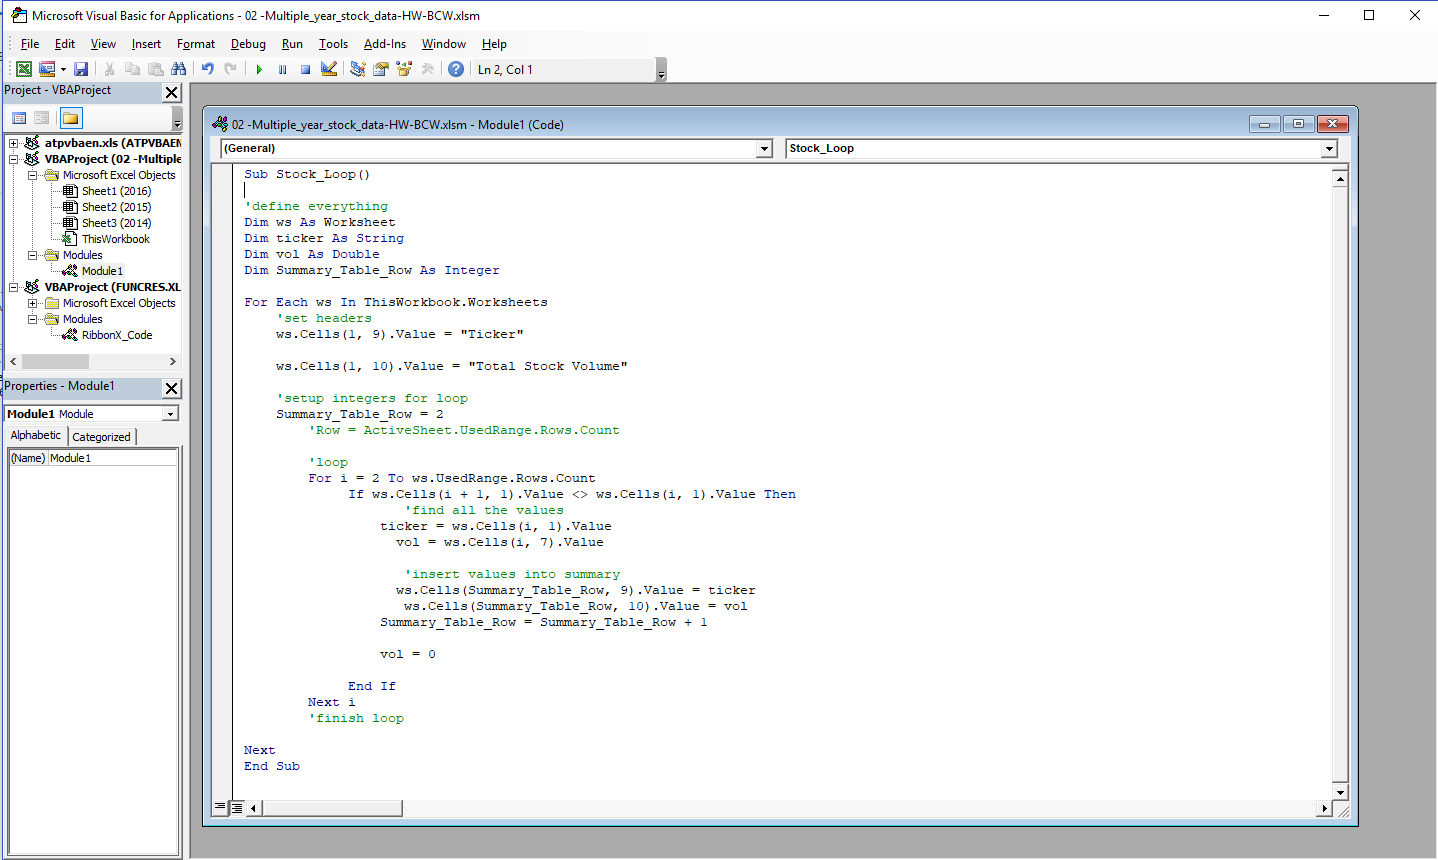 Microsoft Visual Basic for Applications - 02 -Multiple_year_stock_data-HW-BCW.xlsm
File Edit View Insert Format Debug Run Tools Add-Ins Window Help
Ln 2, Col 1
Project - VBAProject
atpvbaen.xls (ATPVBAEN
VBAProject (02 -Multiple
Microsoft Excel Objects
Sheet1 (2016)
Sheet2 (2015)
Sheet3 (2014)
ThisWorkbook
Modules
Module1
VBAProject (FUNCRES.XL
Microsoft Excel Objects
Modules
RibbonX_Code
Properties - Module1
Module1 Module
Alphabetic Categorized
(Name) Module1
02 -Multiple_year_stock_data-HW-BCW.xlsm - Module1 (Code)
(General) Stock_Loop
Sub Stock_Loop()
'define everything
Dim ws As Worksheet
Dim ticker As String
Dim vol As Double
Dim Summary_Table_Row As Integer
For Each ws In ThisWorkbook.Worksheets
'set headers
ws.Cells(1, 9).Value = "Ticker"
ws.Cells(1, 10).Value = "Total Stock Volume"
'setup integers for loop
Summary_Table_Row = 2
'Row = ActiveSheet.UsedRange.Rows.Count
'loop
For i = 2 To ws.UsedRange.Rows.Count
If ws.Cells(i + 1, 1).Value <> ws.Cells(i, 1).Value Then
'find all the values
ticker = ws.Cells(i, 1).Value
vol = ws.Cells(i, 7).Value
'insert values into summary
ws.Cells(Summary_Table_Row, 9).Value = ticker
ws.Cells(Summary_Table_Row, 10).Value = vol
Summary_Table_Row = Summary_Table_Row + 1
vol = 0
End If
Next i
'finish loop
Next
End Sub